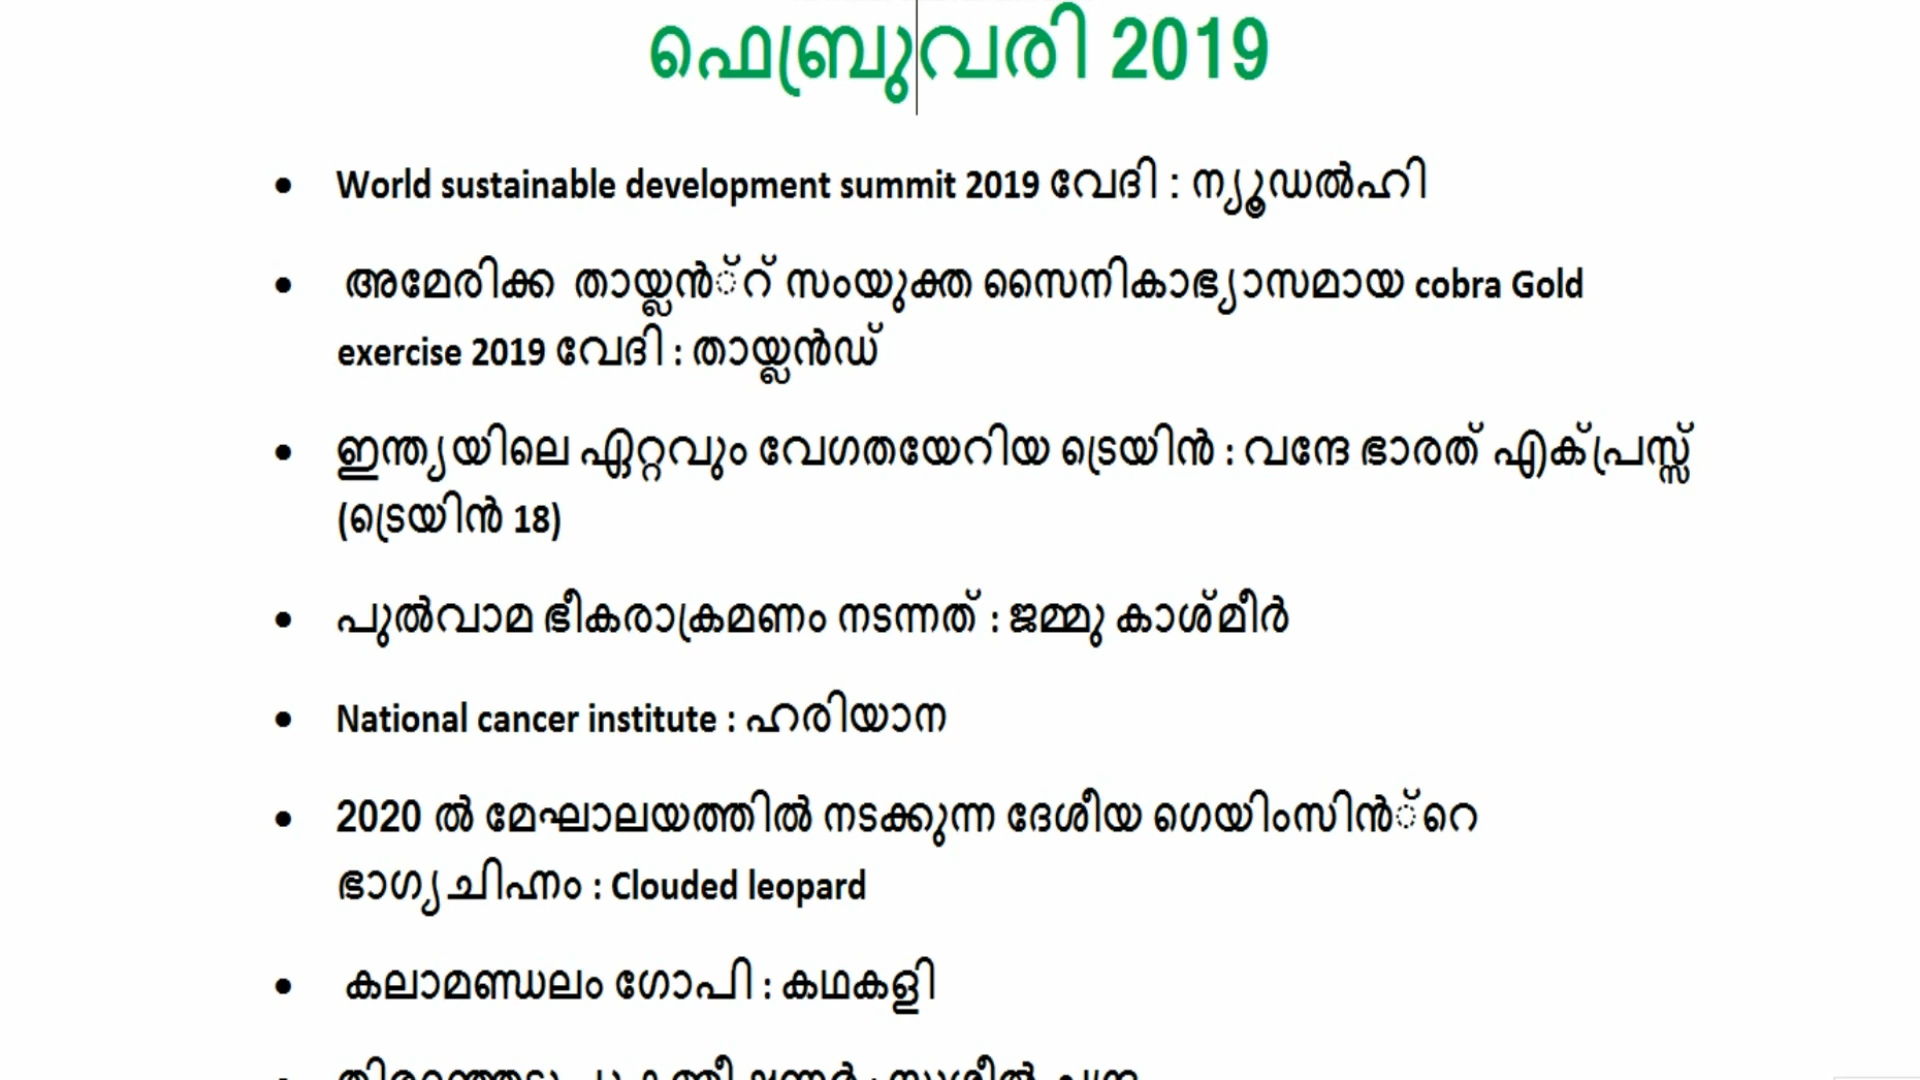 ഫെബ്രുവരി 2019
• World sustainable development summit 2019 വേദി : ന്യൂഡൽഹി
• അമേരിക്ക തായ്ലൻ്റ് സംയുക്ത സൈനികാഭ്യാസമായ cobra Gold
exercise 2019 വേദി : തായ്ലൻഡ്
• ഇന്ത്യയിലെ ഏറ്റവും വേഗതയേറിയ ട്രെയിൻ : വന്ദേ ഭാരത് എക്പ്രസ്സ്
(ട്രെയിൻ 18)
• പുൽവാമ ഭീകരാക്രമണം നടന്നത് : ജമ്മു കാശ്മീർ
• National cancer institute : ഹരിയാന
• 2020 ൽ മേഘാലയത്തിൽ നടക്കുന്ന ദേശീയ ഗെയിംസിൻ്റെ
ഭാഗ്യചിഹ്നം : Clouded leopard
• കലാമണ്ഡലം ഗോപി : കഥകളി